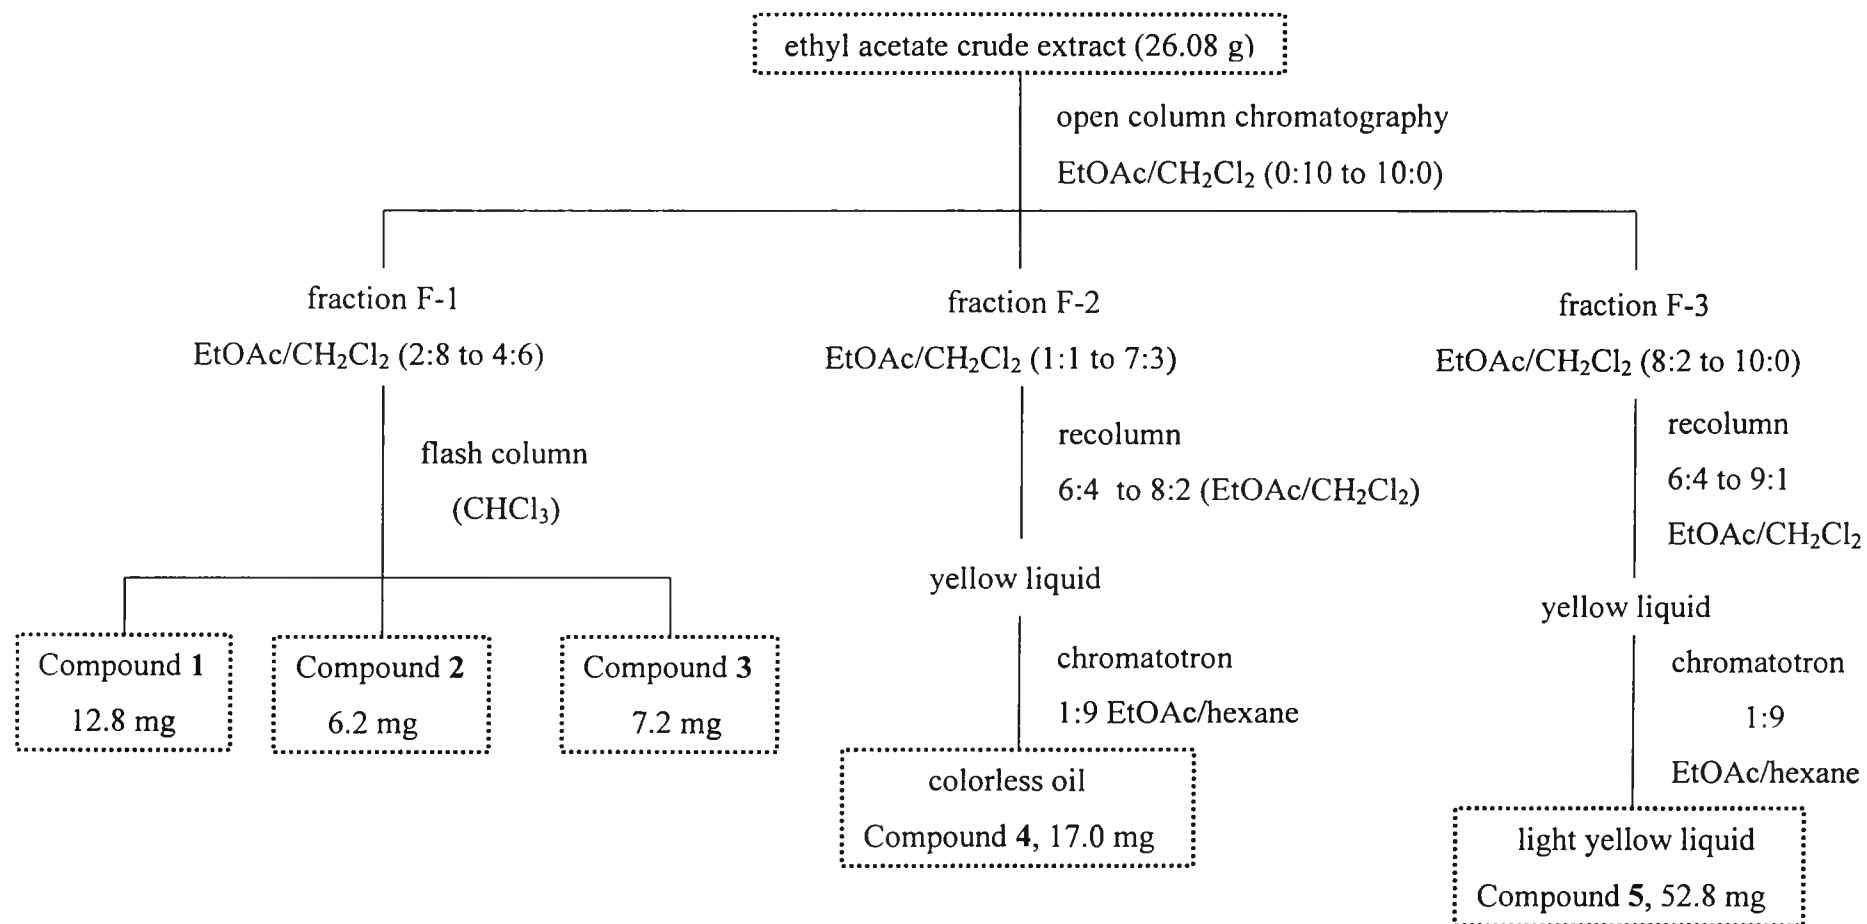 ethyl acetate crude extract (26.08 g)
open column chromatography
EtOAc/CH₂Cl₂ (0:10 to 10:0)
fraction F-1
EtOAc/CH₂Cl₂ (2:8 to 4:6)
flash column
(CHCl₃)
Compound 1
12.8 mg
Compound 2
6.2 mg
Compound 3
7.2 mg
fraction F-2
EtOAc/CH₂Cl₂ (1:1 to 7:3)
recolumn
6:4 to 8:2 (EtOAc/CH₂Cl₂)
yellow liquid
chromatotron
1:9 EtOAc/hexane
colorless oil
Compound 4, 17.0 mg
fraction F-3
EtOAc/CH₂Cl₂ (8:2 to 10:0)
recolumn
6:4 to 9:1
EtOAc/CH₂Cl₂
yellow liquid
chromatotron
1:9
EtOAc/hexane
light yellow liquid
Compound 5, 52.8 mg